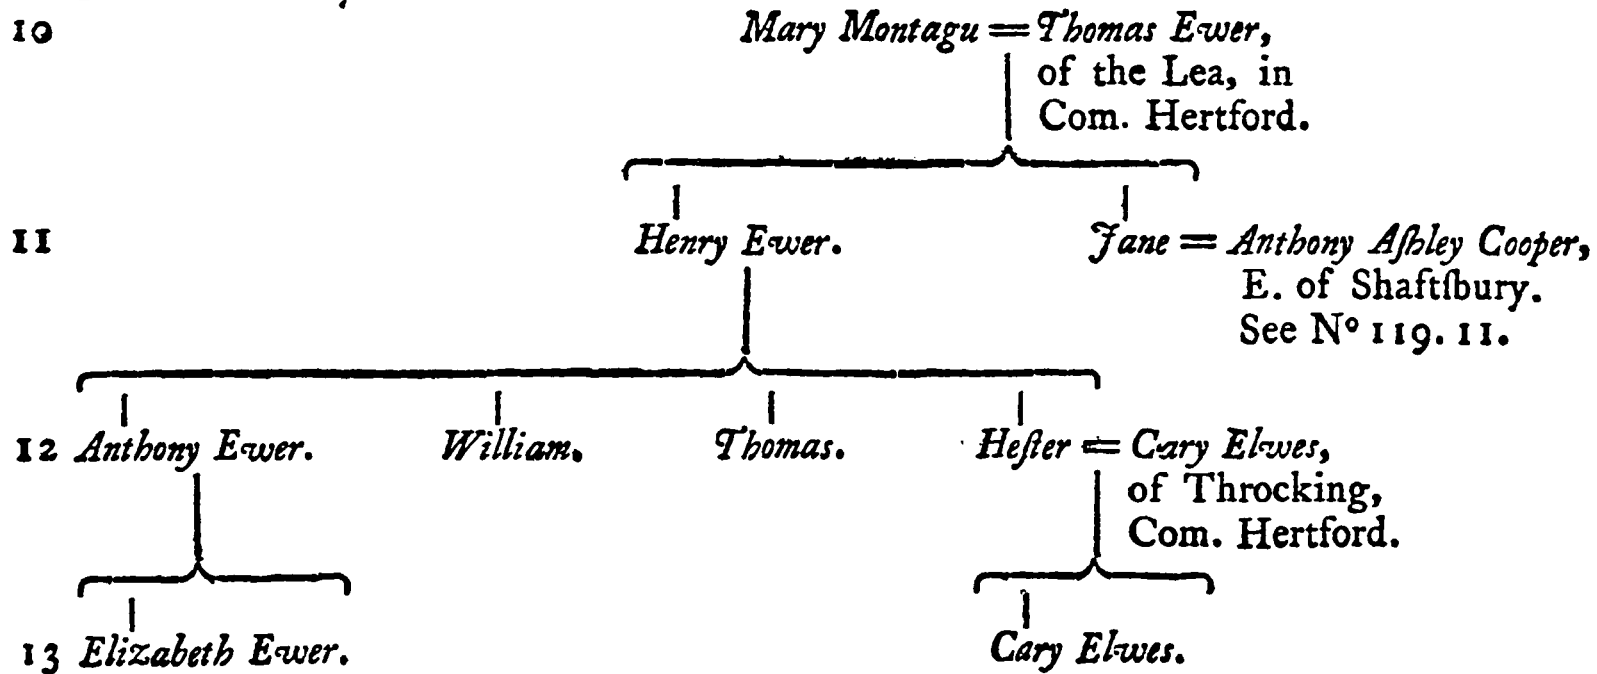 10 Mary Montagu = Thomas Ewer,
of the Lea, in
Com. Hertford.
11 Henry Ewer. Jane = Anthony Aſhley Cooper,
E. of Shaftſbury.
See Nº 119. 11.
12 Anthony Ewer. William. Thomas. Heſter = Cary Elwes,
of Throcking,
Com. Hertford.
13 Elizabeth Ewer. Cary Elwes.